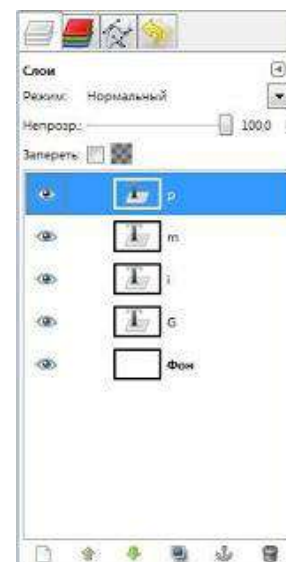 Слои
Режим: Нормальный
Непрозр.: 100,0
Запереть:
p
m
i
G
Фон